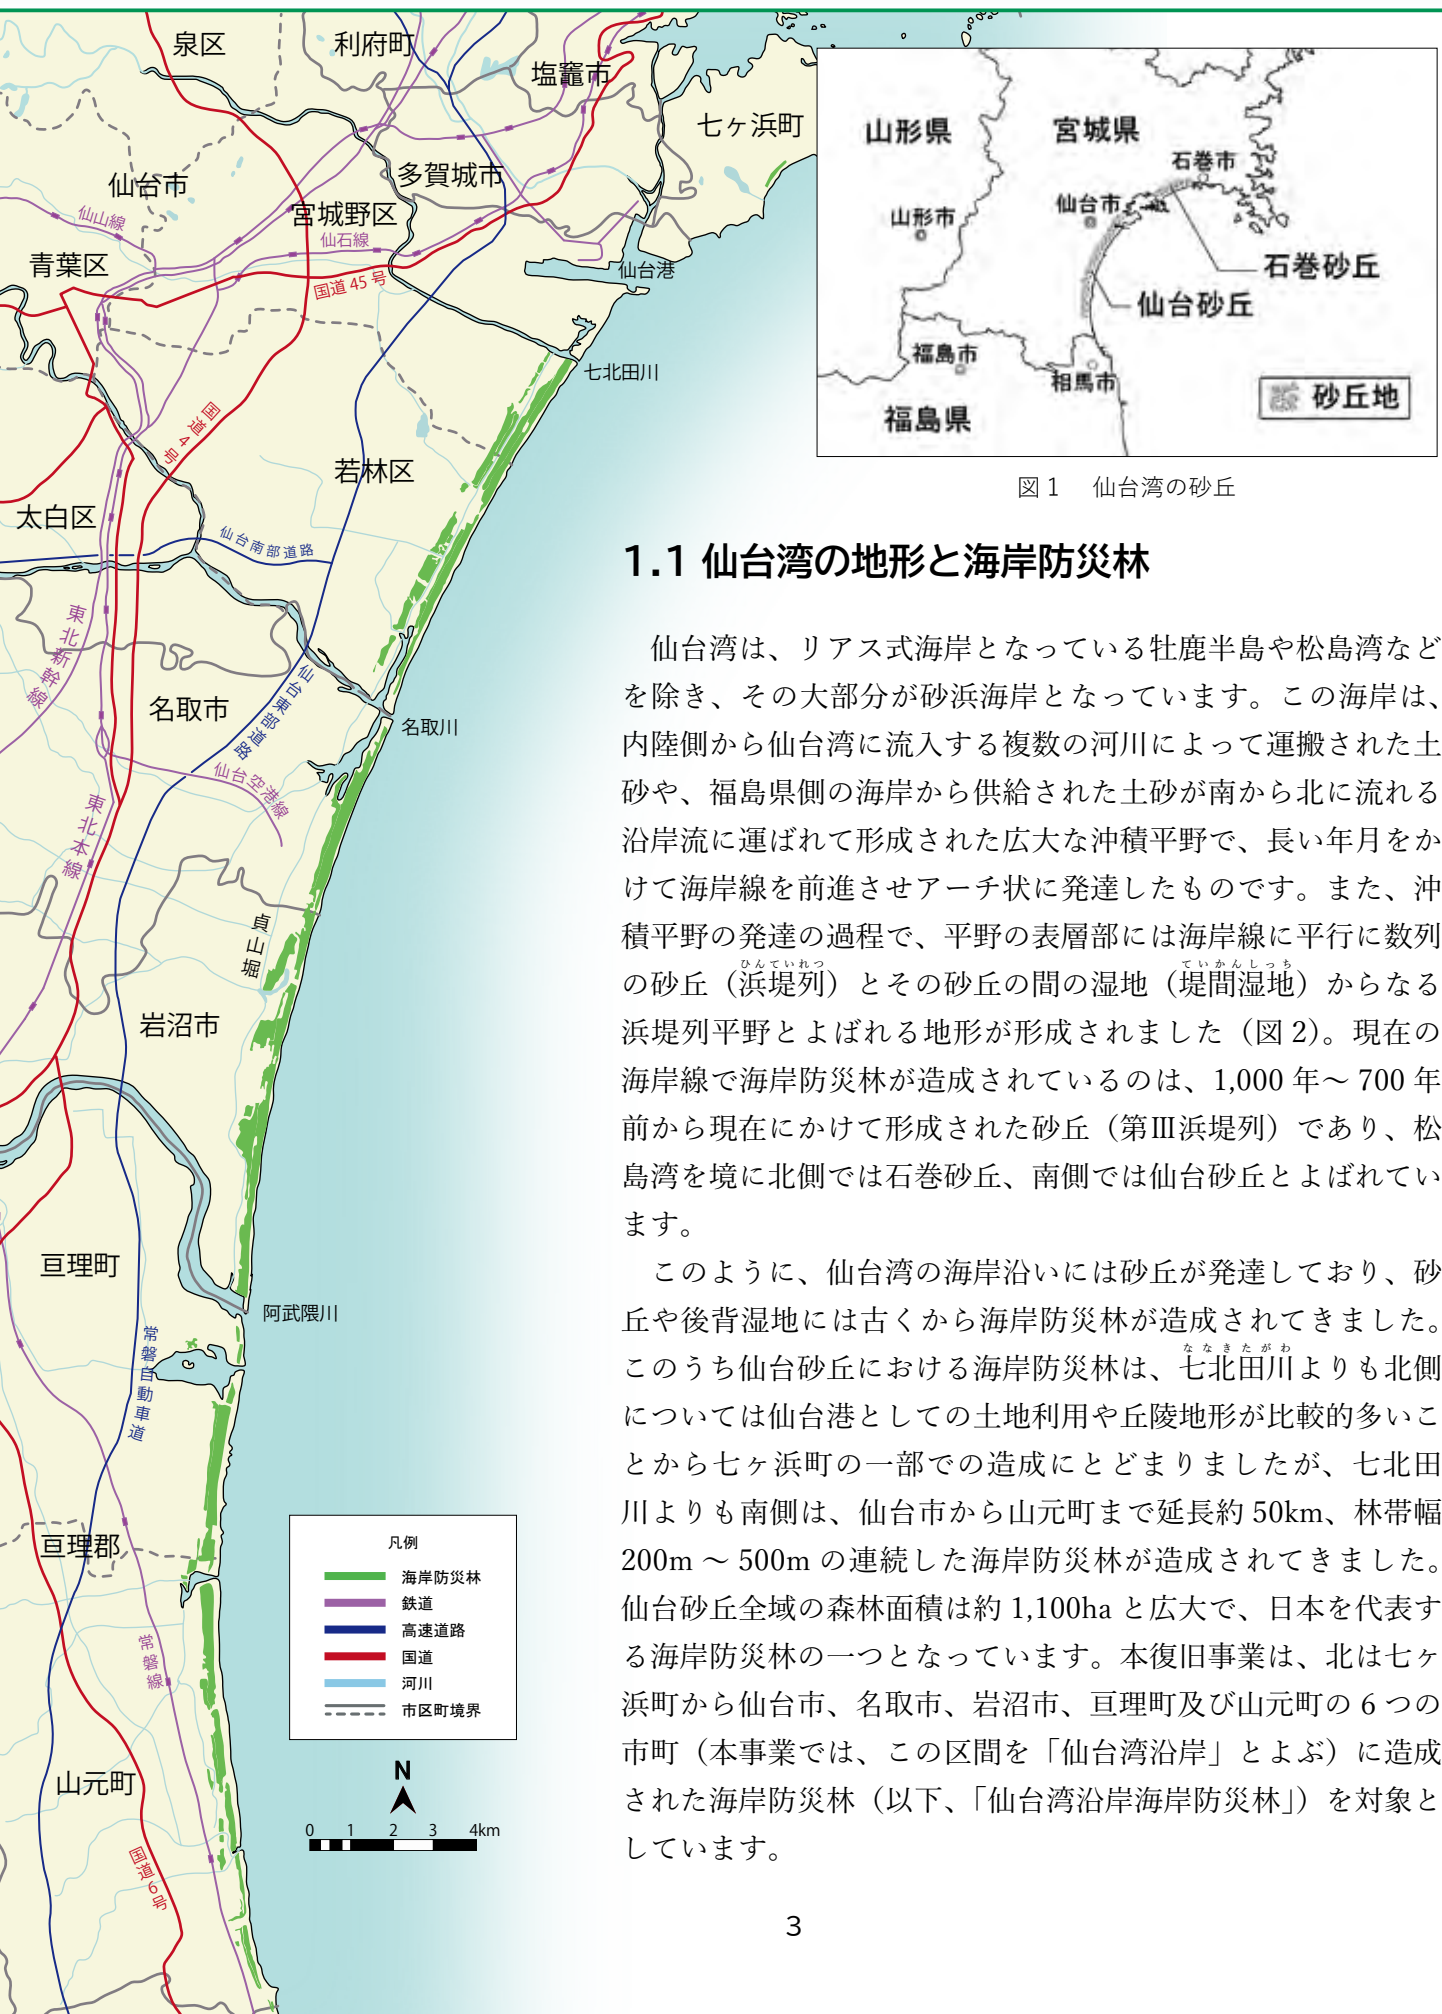 泉区
利府町
塩竈市
七ヶ浜町
多賀城市
仙台市
宮城野区
仙山線
仙石線
青葉区
国道 45 号
仙台港
七北田川
国道4号
若林区
太白区
仙台南部道路
東北新幹線
仙台東部道路
名取市
名取川
仙台空港線
東北本線
貞山堀
岩沼市
亘理町
阿武隈川
常磐自動車道
亘理郡
常磐線
山元町
国道6号
凡例
海岸防災林
鉄道
高速道路
国道
河川
市区町境界
N
0 1 2 3 4km
山形県
宮城県
石巻市
仙台市
山形市
石巻砂丘
仙台砂丘
福島市
相馬市
福島県
砂丘地
図 1 仙台湾の砂丘
1.1 仙台湾の地形と海岸防災林
仙台湾は、リアス式海岸となっている牡鹿半島や松島湾など
を除き、その大部分が砂浜海岸となっています。この海岸は、
内陸側から仙台湾に流入する複数の河川によって運搬された土
砂や、福島県側の海岸から供給された土砂が南から北に流れる
沿岸流に運ばれて形成された広大な沖積平野で、長い年月をか
けて海岸線を前進させアーチ状に発達したものです。また、沖
積平野の発達の過程で、平野の表層部には海岸線に平行に数列
ひんていれつ ていかんしっち
の砂丘（浜堤列）とその砂丘の間の湿地（堤間湿地）からなる
浜堤列平野とよばれる地形が形成されました（図 2）。現在の
海岸線で海岸防災林が造成されているのは、1,000 年～ 700 年
前から現在にかけて形成された砂丘（第Ⅲ浜堤列）であり、松
島湾を境に北側では石巻砂丘、南側では仙台砂丘とよばれてい
ます。
このように、仙台湾の海岸沿いには砂丘が発達しており、砂
丘や後背湿地には古くから海岸防災林が造成されてきました。
ななきたがわ
このうち仙台砂丘における海岸防災林は、七北田川よりも北側
については仙台港としての土地利用や丘陵地形が比較的多いこ
とから七ヶ浜町の一部での造成にとどまりましたが、七北田
川よりも南側は、仙台市から山元町まで延長約 50km、林帯幅
200m ～ 500m の連続した海岸防災林が造成されてきました。
仙台砂丘全域の森林面積は約 1,100ha と広大で、日本を代表す
る海岸防災林の一つとなっています。本復旧事業は、北は七ヶ
浜町から仙台市、名取市、岩沼市、亘理町及び山元町の 6 つの
市町（本事業では、この区間を「仙台湾沿岸」とよぶ）に造成
された海岸防災林（以下、「仙台湾沿岸海岸防災林」）を対象と
しています。
3